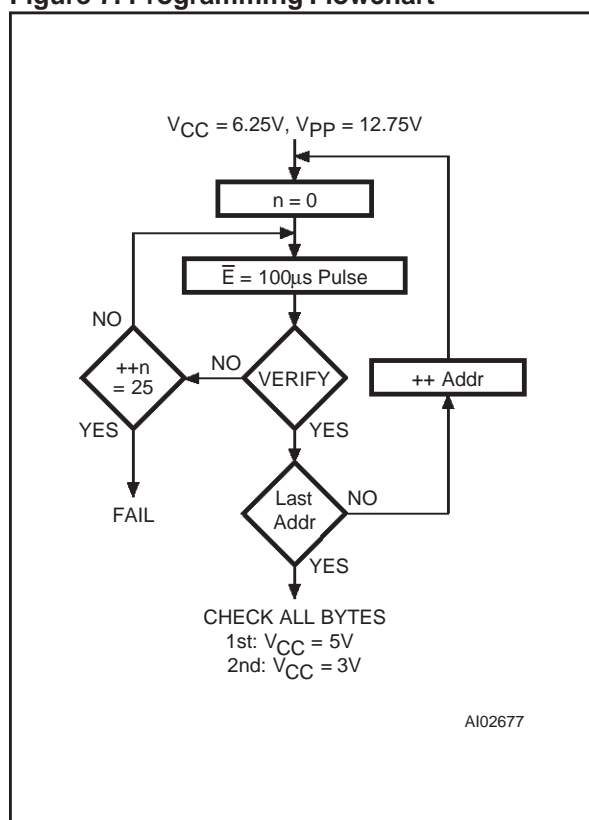 Figure 7. Programming Flowchart
VCC = 6.25V, VPP = 12.75V
n = 0
E̅ = 100µs Pulse
NO
++n
= 25
NO
VERIFY
++ Addr
YES
YES
FAIL
Last
Addr
NO
YES
CHECK ALL BYTES
1st: VCC = 5V
2nd: VCC = 3V
AI02677